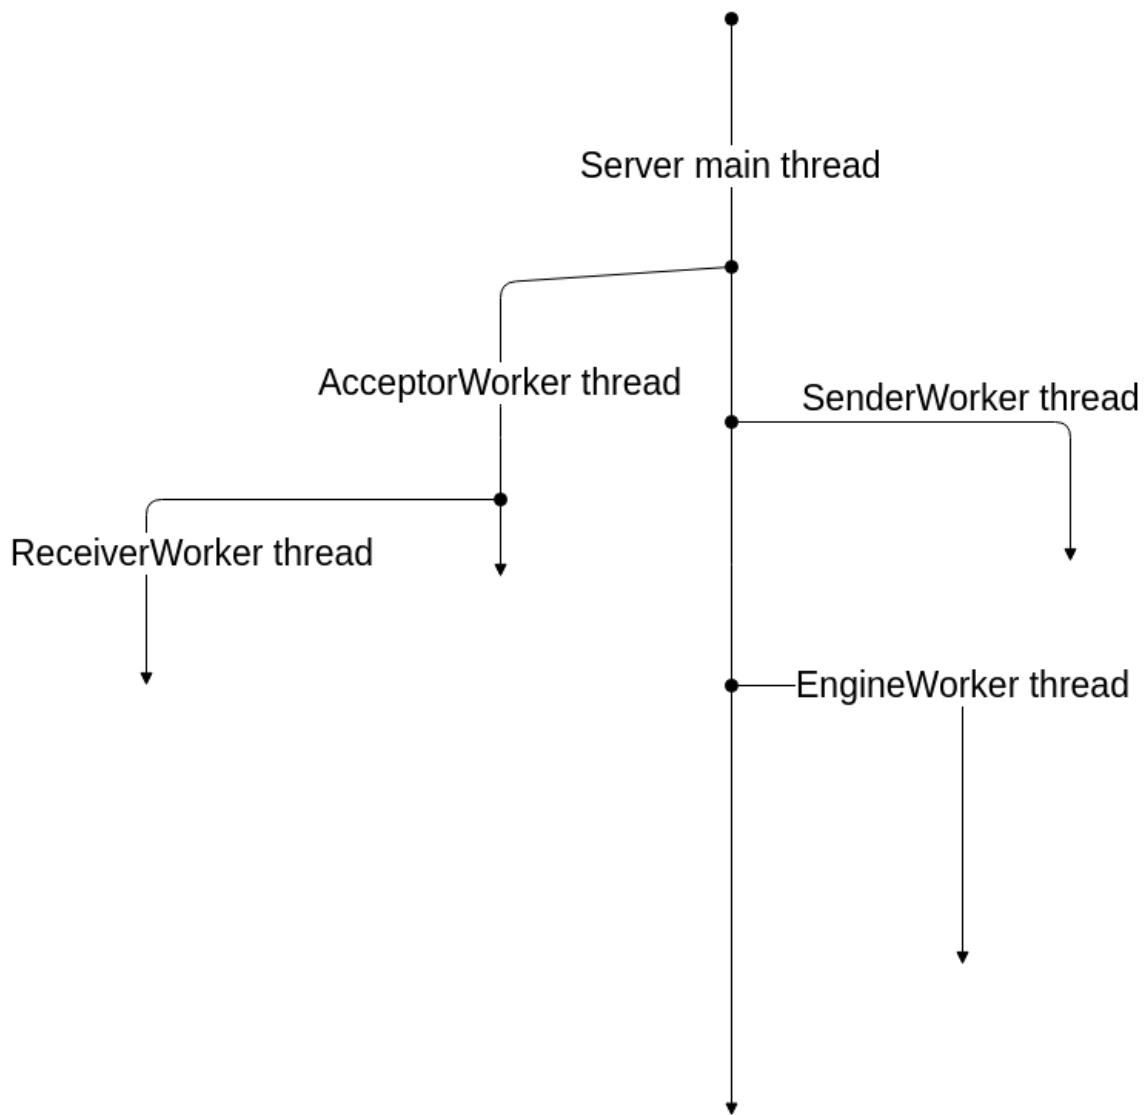 Server main thread
AcceptorWorker thread
SenderWorker thread
ReceiverWorker thread
EngineWorker thread